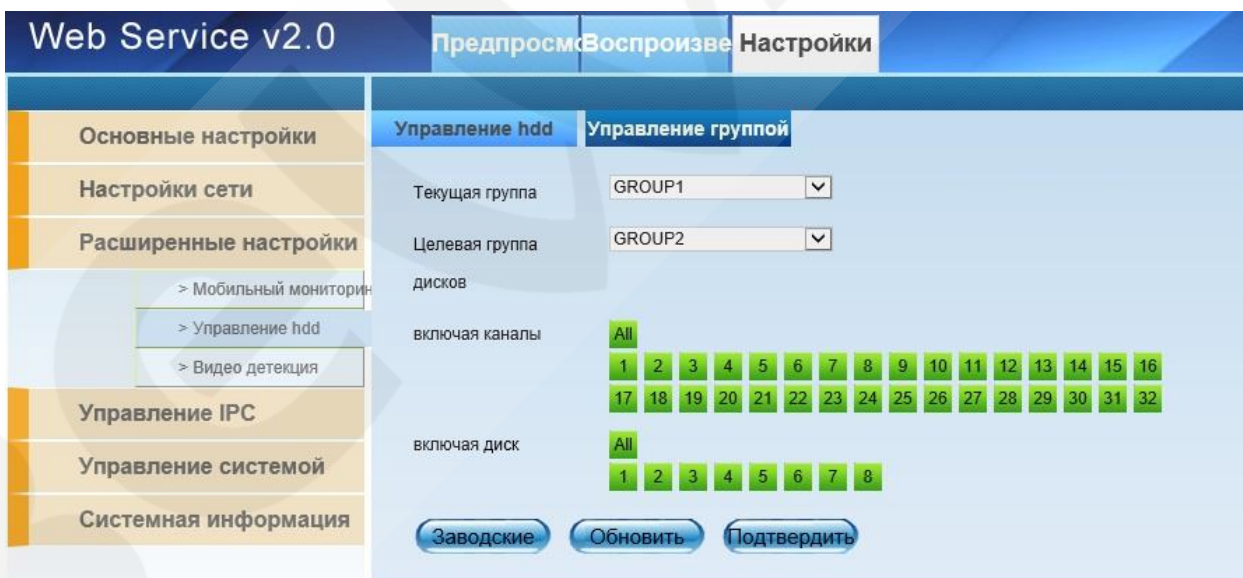 Web Service v2.0
Предпросмо Воспроизве Настройки
Основные настройки
Настройки сети
Расширенные настройки
> Мобильный мониторин
> Управление hdd
> Видео детекция
Управление IPC
Управление системой
Системная информация
Управление hdd Управление группой
Текущая группа GROUP1
Целевая группа GROUP2
дисков
включая каналы All
1 2 3 4 5 6 7 8 9 10 11 12 13 14 15 16
17 18 19 20 21 22 23 24 25 26 27 28 29 30 31 32
включая диск All
1 2 3 4 5 6 7 8
Заводские Обновить Подтвердить